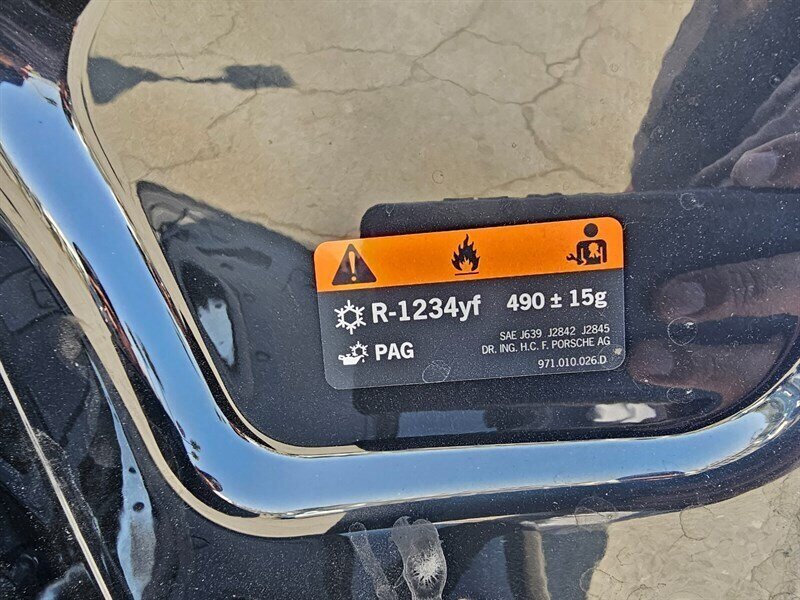 R-1234yf 490 ± 15g
SAE J639 J2842 J2845
PAG DR. ING. H.C. F. PORSCHE AG
971.010.026.D